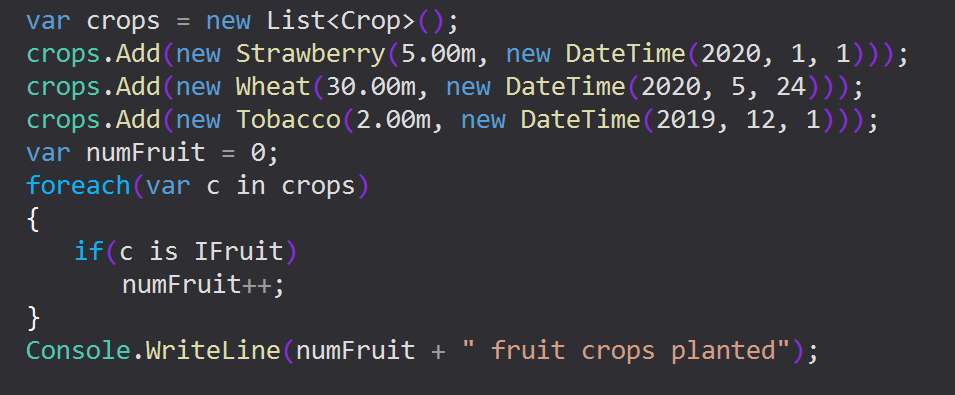 var crops = new List<Crop>();
crops.Add(new Strawberry(5.00m, new DateTime(2020, 1, 1)));
crops.Add(new Wheat(30.00m, new DateTime(2020, 5, 24)));
crops.Add(new Tobacco(2.00m, new DateTime(2019, 12, 1)));
var numFruit = 0;
foreach(var c in crops)
{
if(c is IFruit)
numFruit++;
}
Console.WriteLine(numFruit + " fruit crops planted");